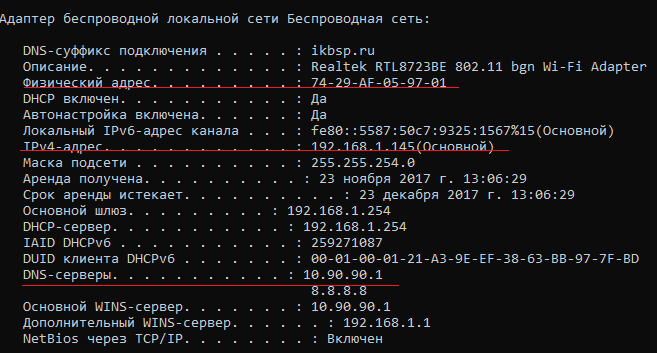 Адаптер беспроводной локальной сети Беспроводная сеть:
DNS-суффикс подключения . . . . . : ikbsp.ru
Описание. . . . . . . . . . . . . : Realtek RTL8723BE 802.11 bgn Wi-Fi Adapter
Физический адрес. . . . . . . . . : 74-29-AF-05-97-01
DHCP включен. . . . . . . . . . . : Да
Автонастройка включена. . . . . . : Да
Локальный IPv6-адрес канала . . . : fe80::5587:50c7:9325:1567%15(Основной)
IPv4-адрес. . . . . . . . . . . . : 192.168.1.145(Основной)
Маска подсети . . . . . . . . . . : 255.255.254.0
Аренда получена. . . . . . . . . . : 23 ноября 2017 г. 13:06:29
Срок аренды истекает. . . . . . . . . . : 23 декабря 2017 г. 13:06:29
Основной шлюз. . . . . . . . . : 192.168.1.254
DHCP-сервер. . . . . . . . . . . : 192.168.1.254
IAID DHCPv6 . . . . . . . . . . . : 259271087
DUID клиента DHCPv6 . . . . . . . : 00-01-00-01-21-A3-9E-EF-38-63-BB-97-7F-BD
DNS-серверы. . . . . . . . . . . : 10.90.90.1
8.8.8.8
Основной WINS-сервер. . . . . . . : 10.90.90.1
Дополнительный WINS-сервер. . . . . . : 192.168.1.1
NetBios через TCP/IP. . . . . . . : Включен